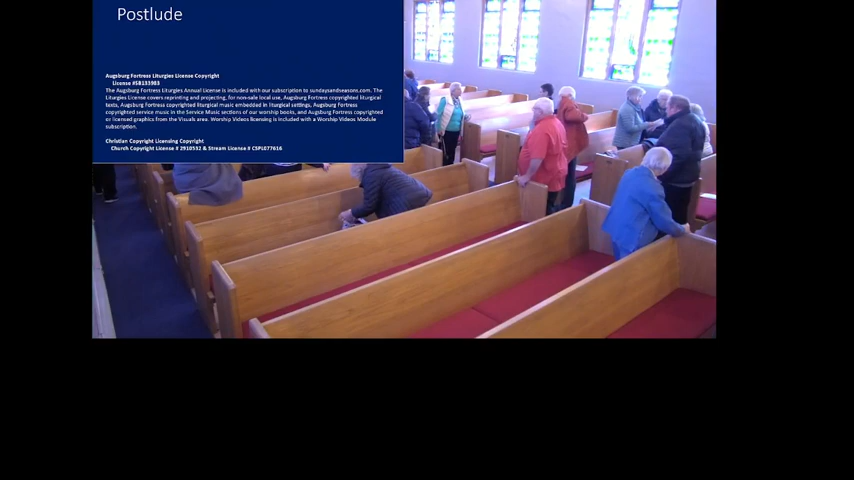 Postlude
Augsburg Fortress Liturgies License Copyright
License #SB133983
The Augsburg Fortress Liturgies Annual License is included with our subscription to sundaysandseasons.com. The
Liturgies License covers reprinting and projecting, for non-sale local use, Augsburg Fortress copyrighted liturgical
texts, Augsburg Fortress copyrighted liturgical music embedded in liturgical settings, Augsburg Fortress
copyrighted service music in the Service Music sections of our worship books, and Augsburg Fortress copyrighted
or licensed graphics from the Visuals area. Worship Videos licensing is included with a Worship Videos Module
subscription.
Christian Copyright Licensing Copyright
Church Copyright License # 2910532 & Stream License # CSPL077616